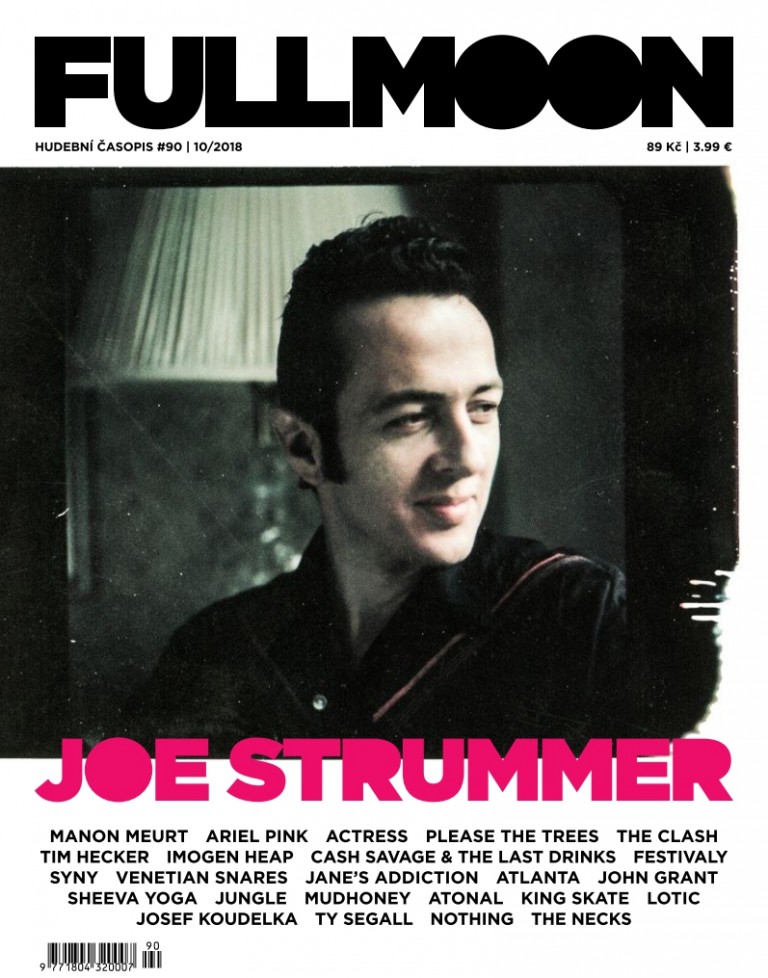 FULLMOON
HUDEBNÍ ČASOPIS #90 | 10/2018 89 Kč | 3.99 €
JOE STRUMMER
MANON MEURT ARIEL PINK ACTRESS PLEASE THE TREES THE CLASH
TIM HECKER IMOGEN HEAP CASH SAVAGE & THE LAST DRINKS FESTIVALY
SYNY VENETIAN SNARES JANE'S ADDICTION ATLANTA JOHN GRANT
SHEEVA YOGA JUNGLE MUDHONEY ATONAL KING SKATE LOTIC
JOSEF KOUDELKA TY SEGALL NOTHING THE NECKS
90
9 771804 320007